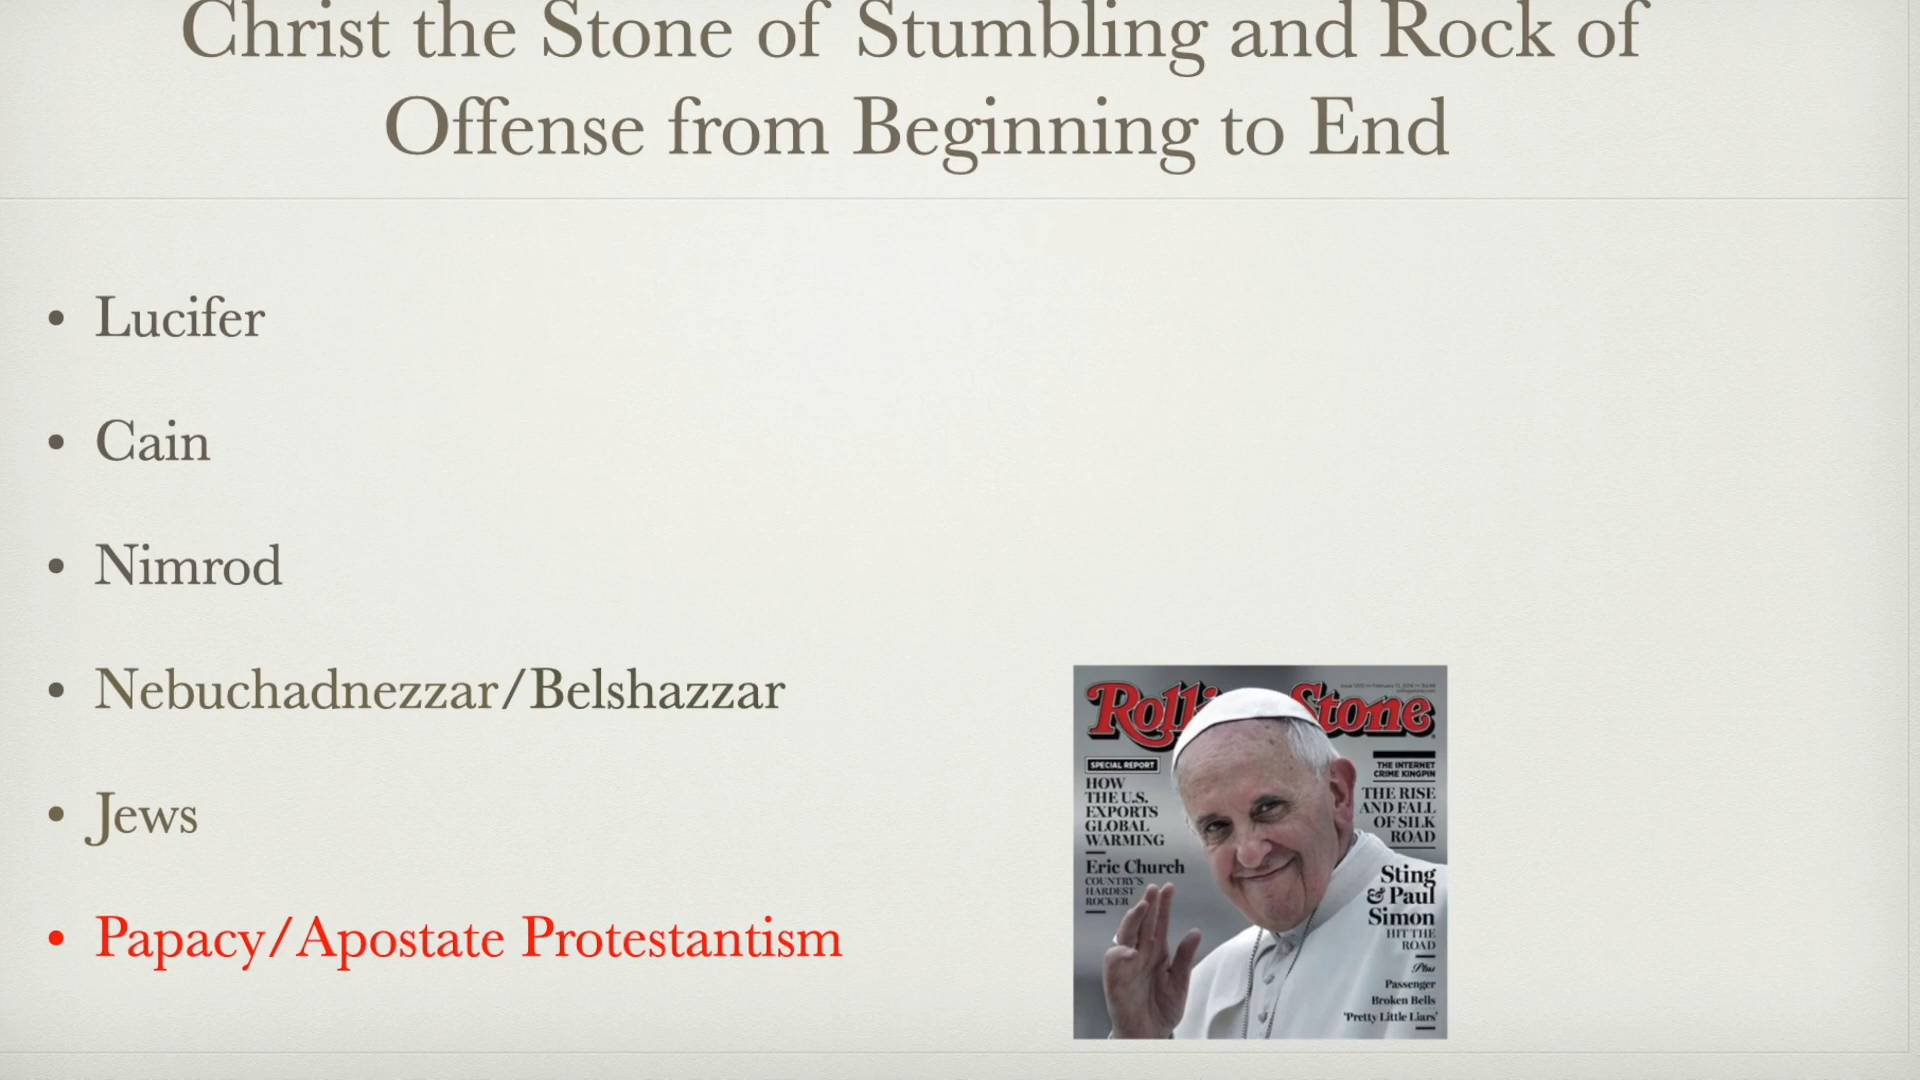 Christ the Stone of Stumbling and Rock of
Offense from Beginning to End
• Lucifer
• Cain
• Nimrod
• Nebuchadnezzar/Belshazzar
• Jews
• Papacy/Apostate Protestantism
Rolling Stone
SPECIAL REPORT
HOW
THE U.S.
EXPORTS
GLOBAL
WARMING
Eric Church
COUNTRY'S
HARDEST
ROCKER
THE INTERNET
CRIME KINGPIN
THE RISE
AND FALL
OF SILK
ROAD
Sting
& Paul
Simon
HIT THE
ROAD
Plus
Passenger
Broken Bells
'Pretty Little Liars'